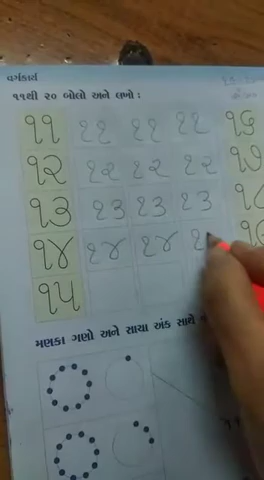 વર્ગકાર્ય
૧૧થી ૨૦ બોલો અને લખો :
૧૧ ૧૧ ૧૧ ૧૧ ૧૬
૧૨ ૧૨ ૧૨ ૧૨ ૧૭
૧૩ ૧૩ ૧૩ ૧૩ ૧૮
૧૪ ૧૪ ૧૪
૧૫
મણકા ગણો અને સાચા અંક સાથે